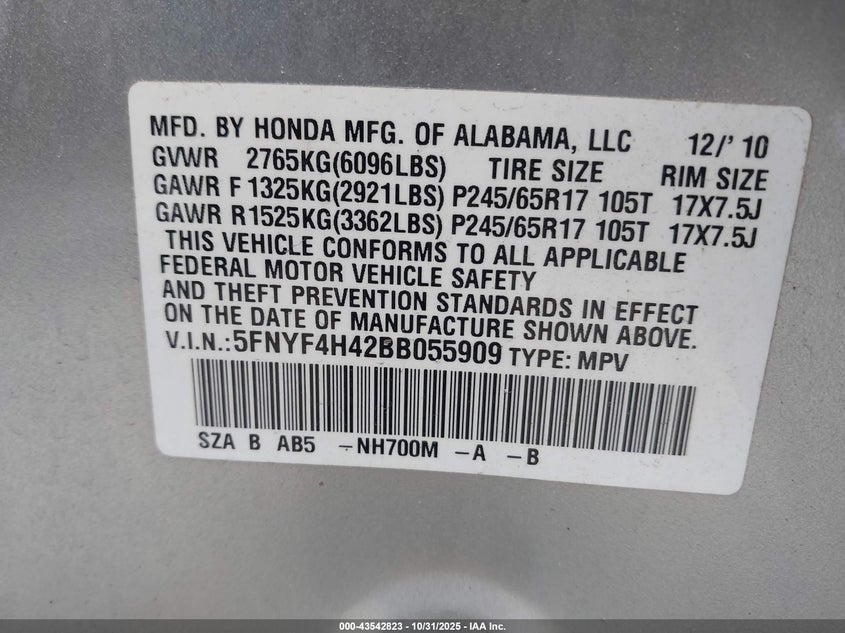 MFD. BY HONDA MFG. OF ALABAMA, LLC 12/'10
GVWR 2765KG(6096LBS) TIRE SIZE RIM SIZE
GAWR F 1325KG(2921LBS) P245/65R17 105T 17X7.5J
GAWR R1525KG(3362LBS) P245/65R17 105T 17X7.5J
THIS VEHICLE CONFORMS TO ALL APPLICABLE
FEDERAL MOTOR VEHICLE SAFETY
AND THEFT PREVENTION STANDARDS IN EFFECT
ON THE DATE OF MANUFACTURE SHOWN ABOVE.
V.I.N.:5FNYF4H42BB055909 TYPE: MPV
SZA B AB5 -NH700M -A -B
000-43542823 | 10/31/2025 | IAA Inc.